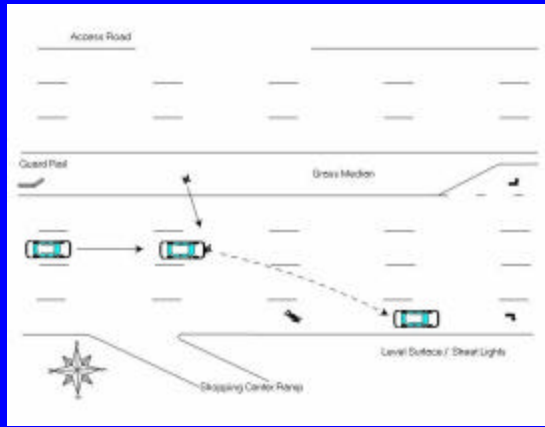 Access Road
Guard Rail
Grass Median
Level Surface / Street Lights
Shopping Center Ramp